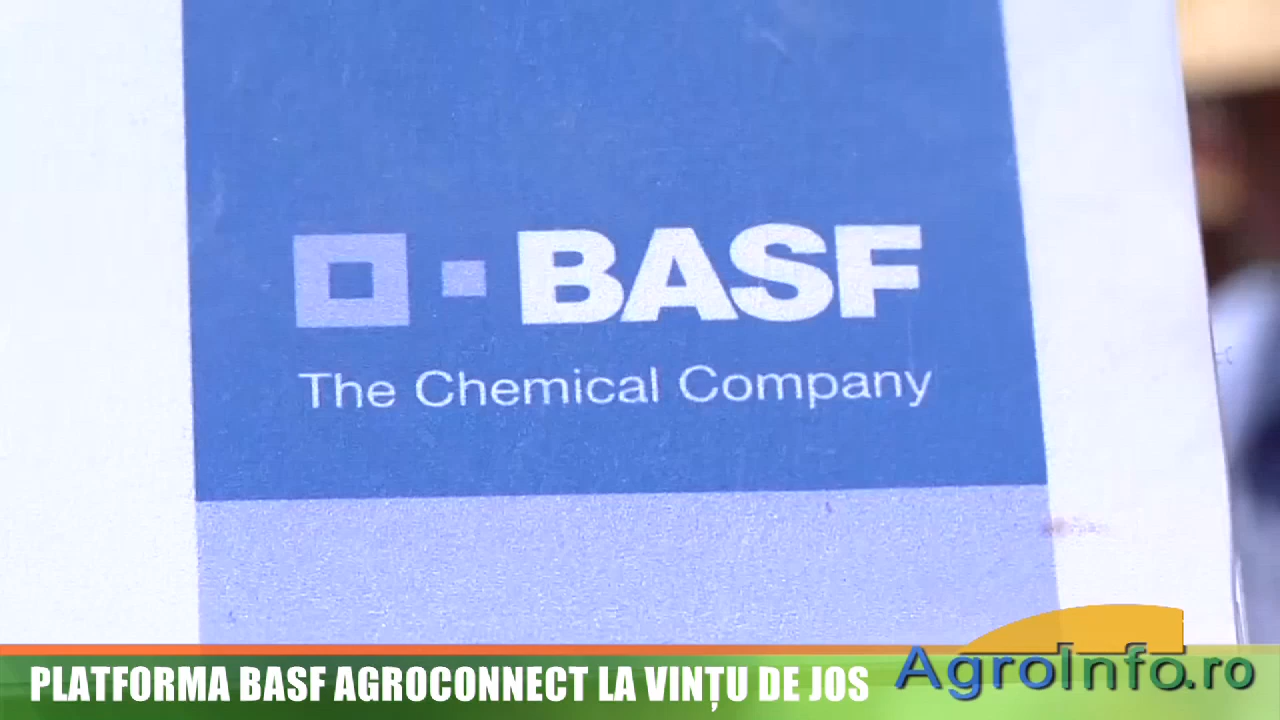 BASF
The Chemical Company
PLATFORMA BASF AGROCONNECT LA VINȚU DE JOS
AgroInfo.ro